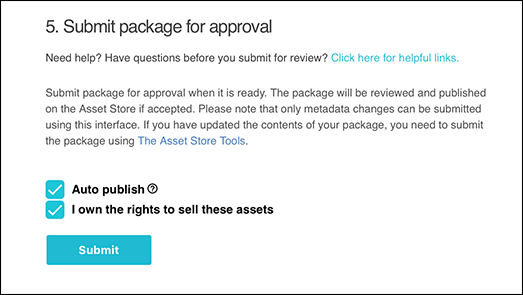 5. Submit package for approval
Need help? Have questions before you submit for review? Click here for helpful links.
Submit package for approval when it is ready. The package will be reviewed and published
on the Asset Store if accepted. Please note that only metadata changes can be submitted
using this interface. If you have updated the contents of your package, you need to submit
the package using The Asset Store Tools.
Auto publish ?
I own the rights to sell these assets
Submit